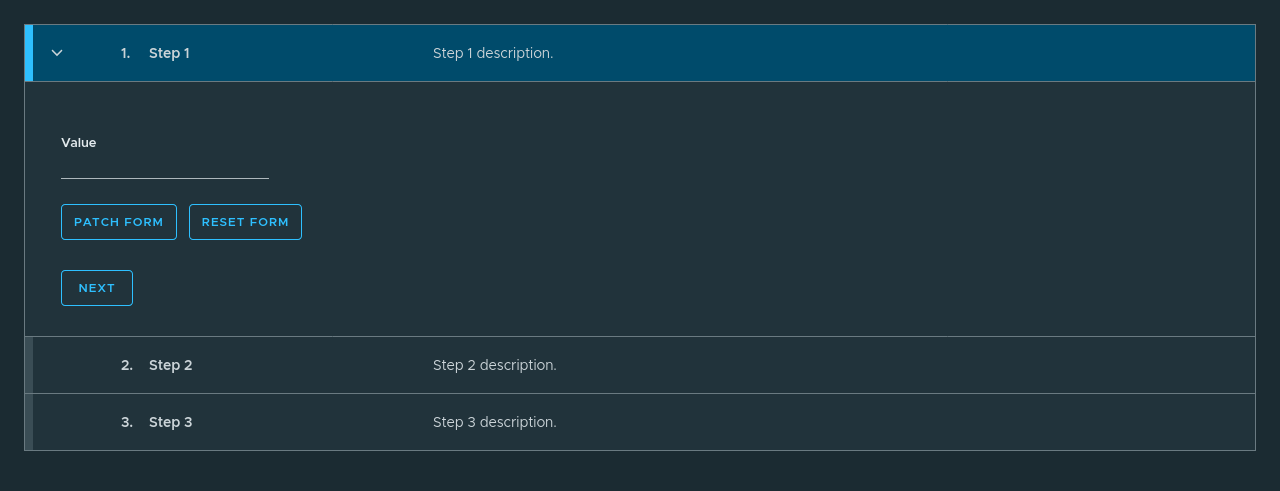 1. Step 1 Step 1 description.
Value
PATCH FORM RESET FORM
NEXT
2. Step 2 Step 2 description.
3. Step 3 Step 3 description.